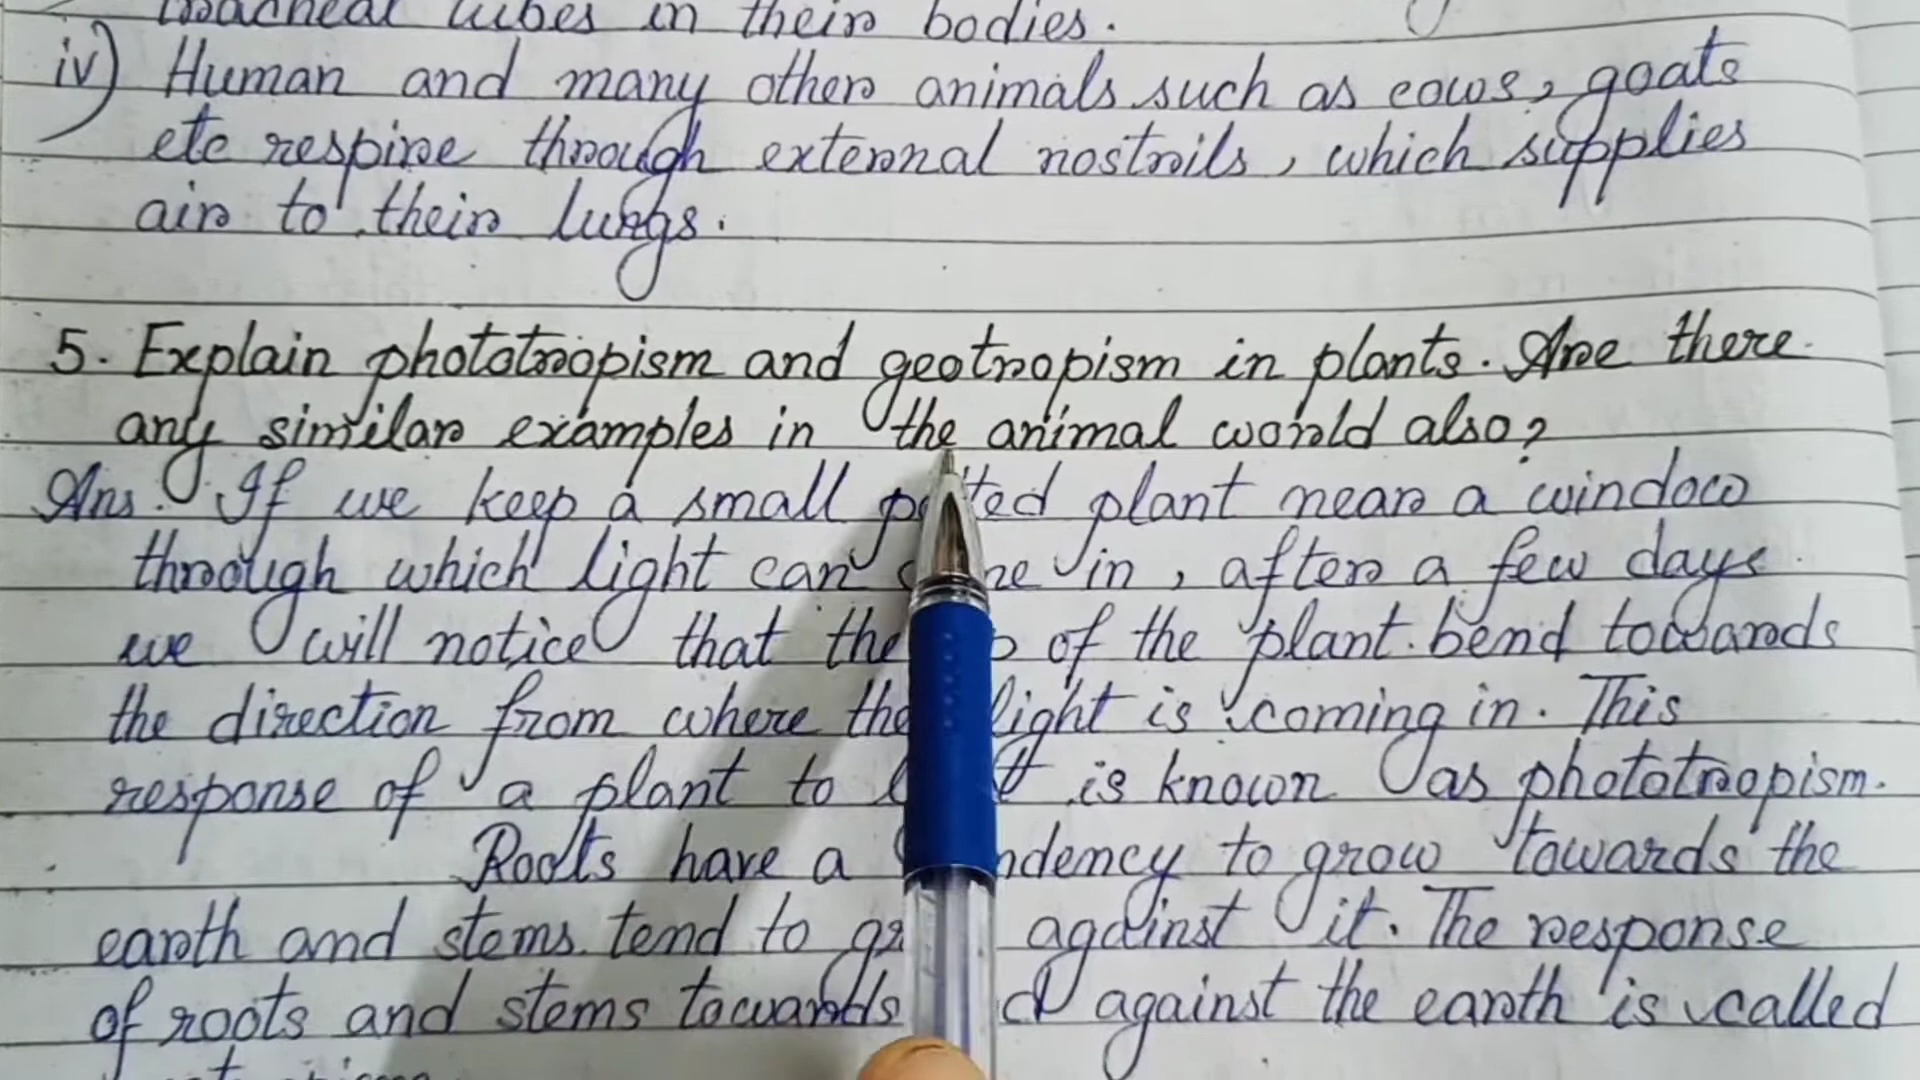 tracheal tubes in their bodies.
iv) Human and many other animals such as cows, goats
etc respire through external nostrils, which supplies
air to their lungs.
5. Explain phototropism and geotropism in plants. Are there
any similar examples in the animal world also?
Ans. If we keep a small potted plant near a window
through which light can in, after a few days
we will notice that the of the plant bend towards
the direction from where the light is coming in. This
response of a plant to is known as phototropism.
Roots have a tendency to grow towards the
earth and stems tend to against it. The response
of roots and stems towards against the earth is called